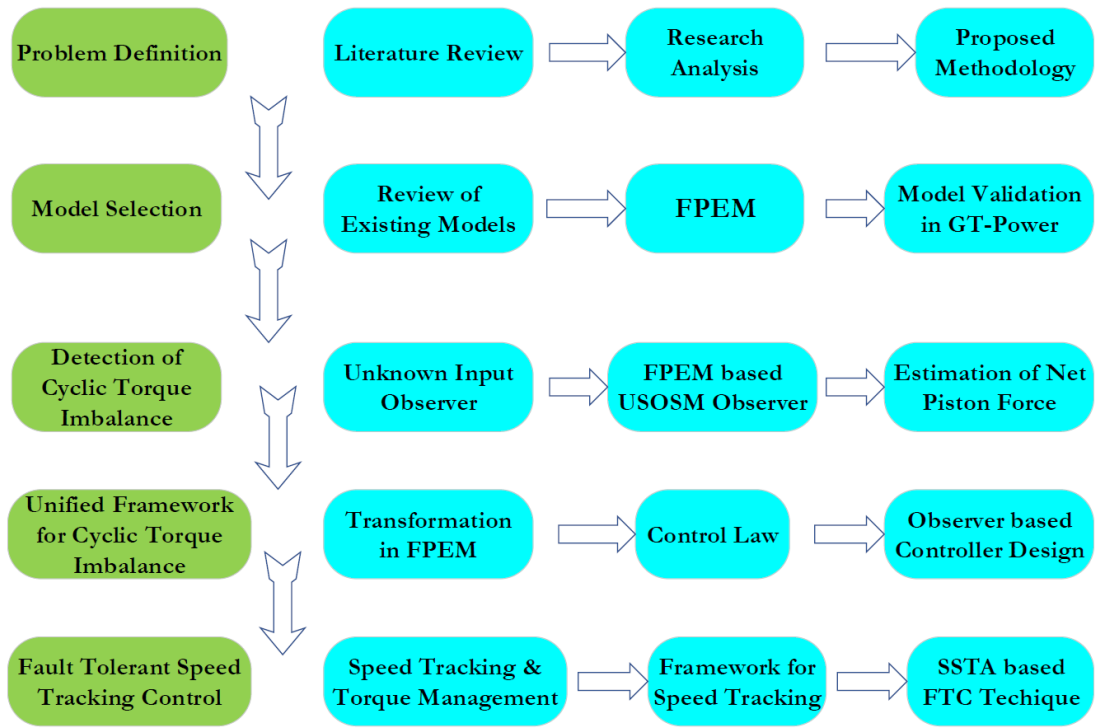 Problem Definition
Literature Review
Research
Analysis
Proposed
Methodology
Model Selection
Review of
Existing Models
FPEM
Model Validation
in GT-Power
Detection of
Cyclic Torque
Imbalance
Unknown Input
Observer
FPEM based
USOSM Observer
Estimation of Net
Piston Force
Unified Framework
for Cyclic Torque
Imbalance
Transformation
in FPEM
Control Law
Observer based
Controller Design
Fault Tolerant Speed
Tracking Control
Speed Tracking &
Torque Management
Framework for
Speed Tracking
SSTA based
FTC Techique